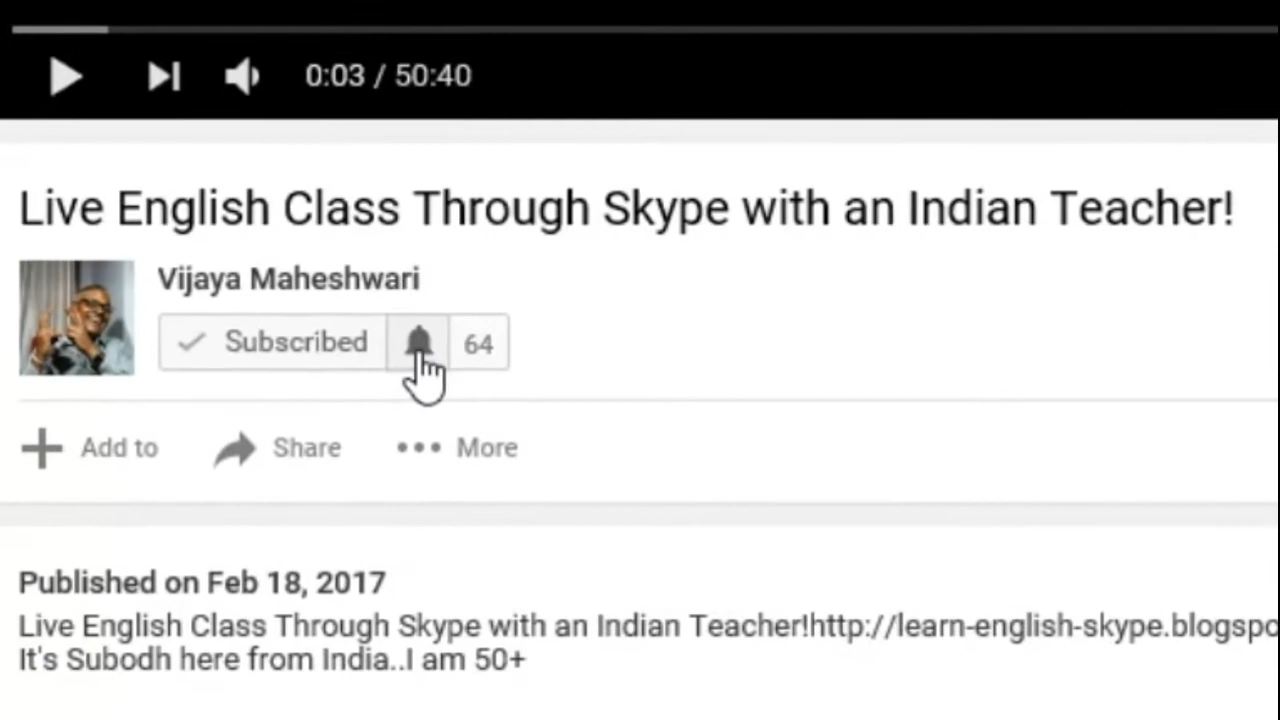 0:03 / 50:40
Live English Class Through Skype with an Indian Teacher!
Vijaya Maheshwari
Subscribed 64
Add to Share More
Published on Feb 18, 2017
Live English Class Through Skype with an Indian Teacher!http://learn-english-skype.blogspo
It's Subodh here from India..I am 50+